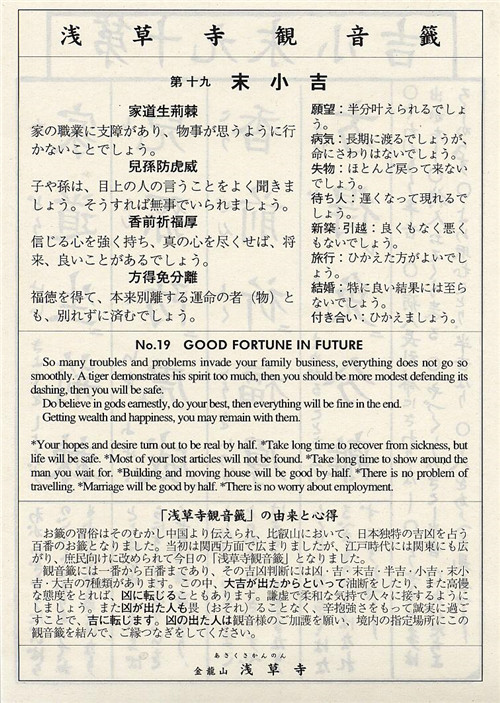 浅草寺観音籤
第十九 末小吉
家道生荊棘
家の職業に支障があり、物事が思うように行
かないことでしょう。
兒孫防虎威
子や孫は、目上の人の言うことをよく聞きま
しょう。そうすれば無事でいられましょう。
香前祈福厚
信じる心を強く持ち、真の心を尽くせば、将
来、良いことがあるでしょう。
方得免分離
福徳を得て、本来別離する運命の者（物）と
も、別れずに済むでしょう。
願望：半分叶えられるでしょ
う。
病気：長期に渡るでしょうが、
命にさわりはないでしょう。
失物：ほとんど戻って来ない
でしょう。
待ち人：遅くなって現れるで
しょう。
新築・引越：良くもなく悪く
もないでしょう。
旅行：ひかえた方がよいでし
ょう。
結婚：特に良い結果には至ら
ないでしょう。
付き合い：ひかえましょう。
No.19 GOOD FORTUNE IN FUTURE
So many troubles and problems invade your family business, everything does not go so
smoothly. A tiger demonstrates his spirit too much, then you should be more modest defending its
dashing, then you will be safe.
Do believe in gods earnestly, do your best, then everything will be fine in the end.
Getting wealth and happiness, you may remain with them.
*Your hopes and desire turn out to be real by half. *Take long time to recover from sickness, but
life will be safe. *Most of your lost articles will not be found. *Take long time to show around the
man you wait for. *Building and moving house will be good by half. *There is no problem of
travelling. *Marriage will be good by half. *There is no worry about employment.
「浅草寺観音籤」の由来と心得
お籤の習俗はそのむかし中国より伝えられ、比叡山において、日本独特の吉凶を占う
百番のお籤となりました。当初は関西方面で広まりましたが、江戸時代には関東にも広
がり、庶民向けに改められて今日の「浅草寺観音籤」となりました。
観音籤には一番から百番まであり、その吉凶判断には凶・吉・末吉・半吉・小吉・末小
吉・大吉の7種類があります。この中、大吉が出たからといって油断をしたり、また高慢
な態度をとれば、凶に転じることもあります。謙虚で柔和な気持で人々に接するように
しましょう。また凶が出た人も畏（おそれ）ることなく、辛抱強さをもって誠実に過ご
すことで、吉に転じます。凶の出た人は観音様のご加護を願い、境内の指定場所にこの
観音籤を結んで、ご縁つなぎをしてください。
あさくさかんのん
金龍山 浅草寺